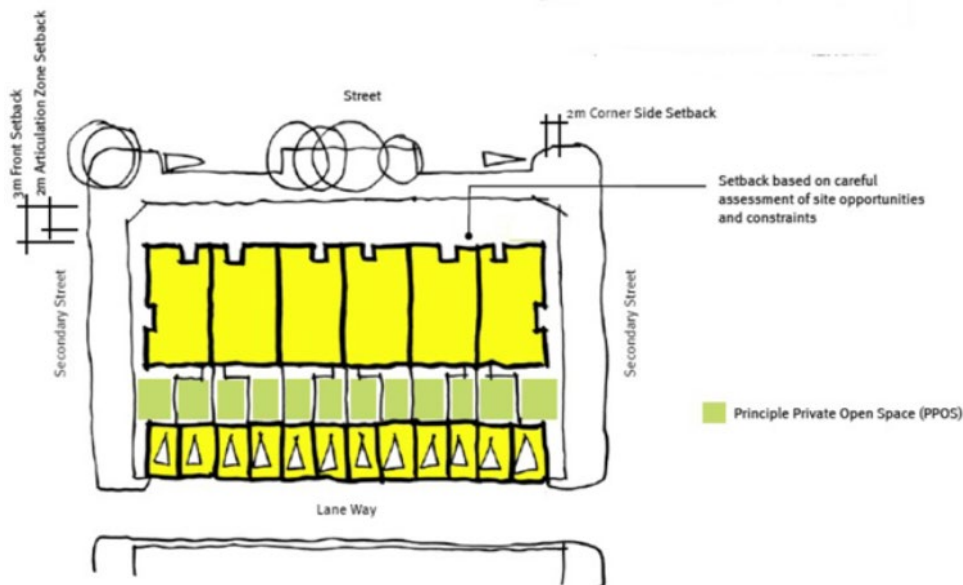 3m Front Setback
2m Articulation Zone Setback
Street
2m Corner Side Setback
Setback based on careful
assessment of site opportunities
and constraints
Secondary Street
Secondary Street
Principle Private Open Space (PPOS)
Lane Way